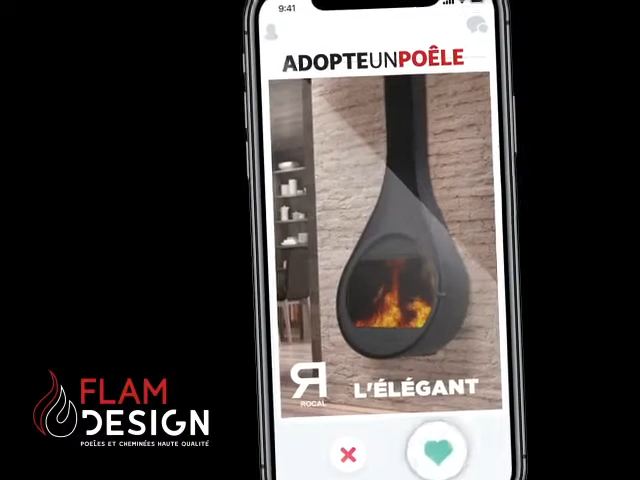 9:41
ADOPTEUNPOÊLE
ROCAL
L'ÉLÉGANT
FLAM
DESIGN
POÊLES ET CHEMINÉES HAUTE QUALITÉ